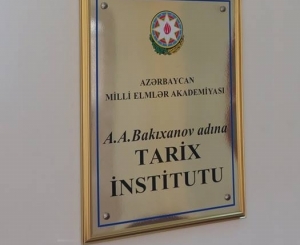 AZƏRBAYCAN
MİLLİ ELMLƏR AKADEMİYASI
A.A.Bakıxanov adına
TARİX
İNSTİTUTU